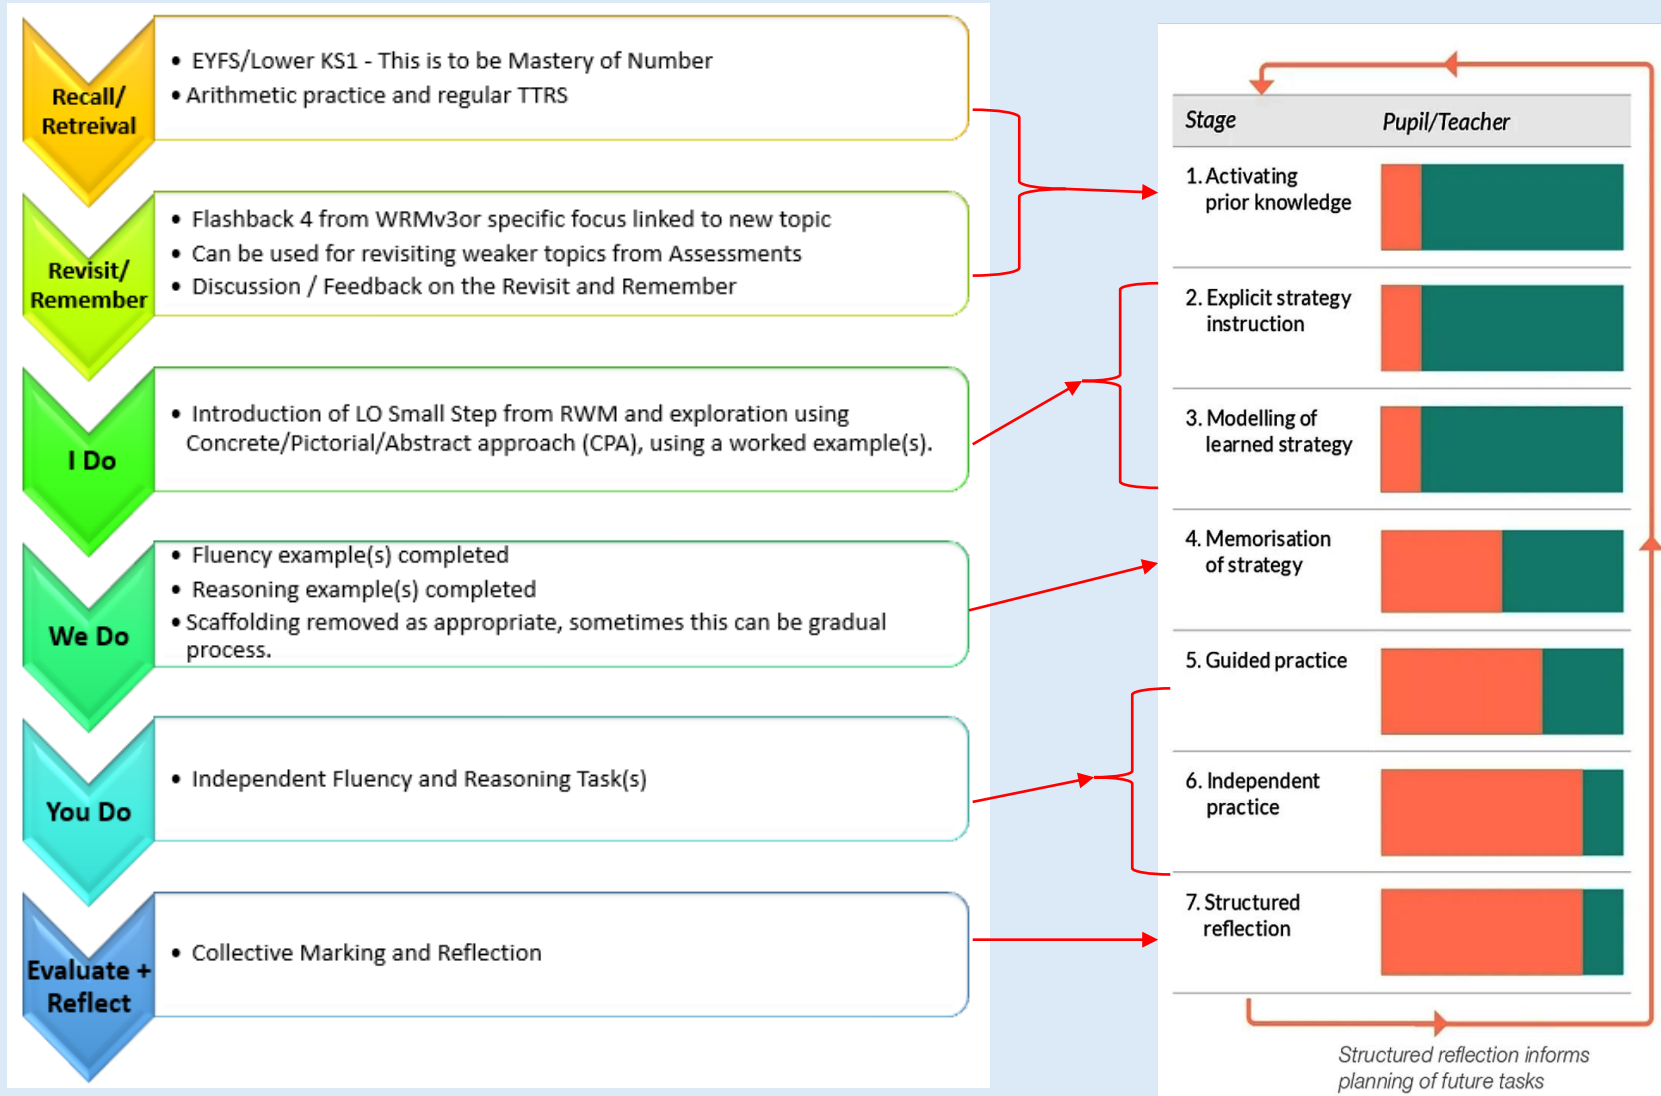 Recall/
Retreival
• EYFS/Lower KS1 - This is to be Mastery of Number
• Arithmetic practice and regular TTRS
Revisit/
Remember
• Flashback 4 from WRMv3or specific focus linked to new topic
• Can be used for revisiting weaker topics from Assessments
• Discussion / Feedback on the Revisit and Remember
I Do
• Introduction of LO Small Step from RWM and exploration using
Concrete/Pictorial/Abstract approach (CPA), using a worked example(s).
We Do
• Fluency example(s) completed
• Reasoning example(s) completed
• Scaffolding removed as appropriate, sometimes this can be gradual
process.
You Do
• Independent Fluency and Reasoning Task(s)
Evaluate +
Reflect
• Collective Marking and Reflection
Stage Pupil/Teacher
1. Activating
prior knowledge
2. Explicit strategy
instruction
3. Modelling of
learned strategy
4. Memorisation
of strategy
5. Guided practice
6. Independent
practice
7. Structured
reflection
Structured reflection informs
planning of future tasks